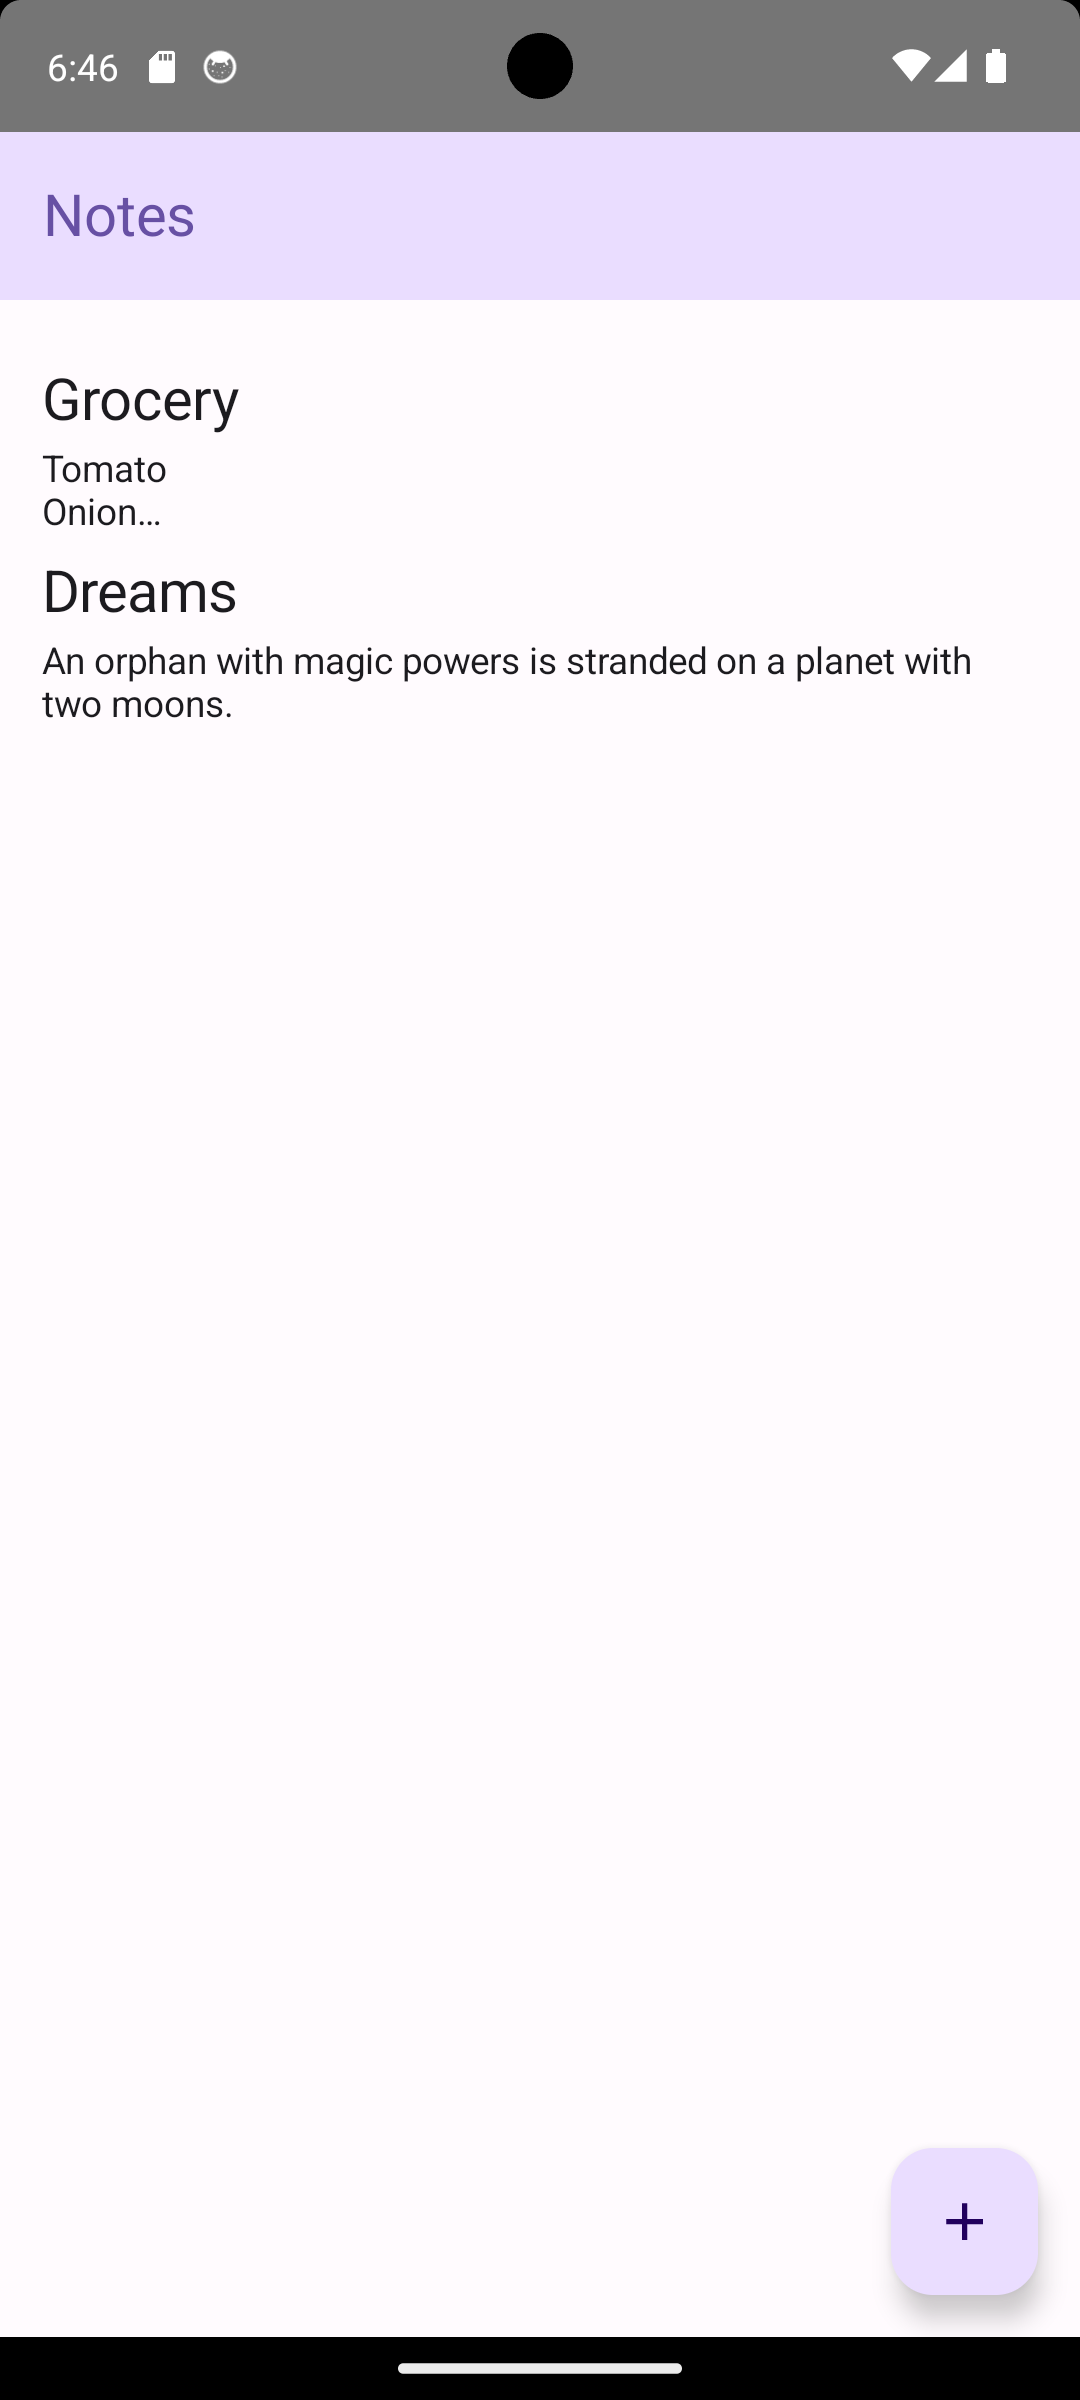 6:46
Notes
Grocery
Tomato
Onion…
Dreams
An orphan with magic powers is stranded on a planet with
two moons.